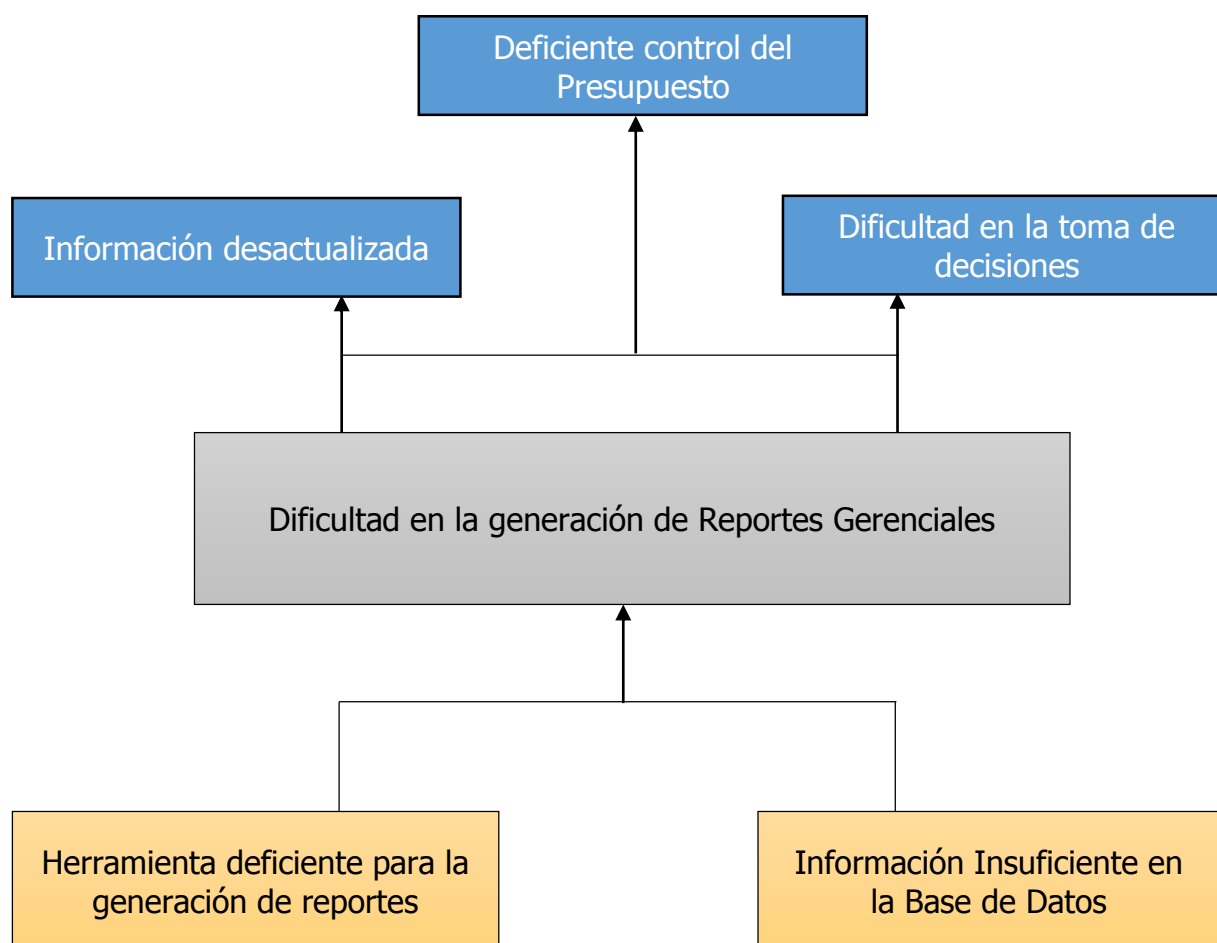 Deficiente control del
Presupuesto
Información desactualizada
Dificultad en la toma de
decisiones
Dificultad en la generación de Reportes Gerenciales
Herramienta deficiente para la
generación de reportes
Información Insuficiente en
la Base de Datos